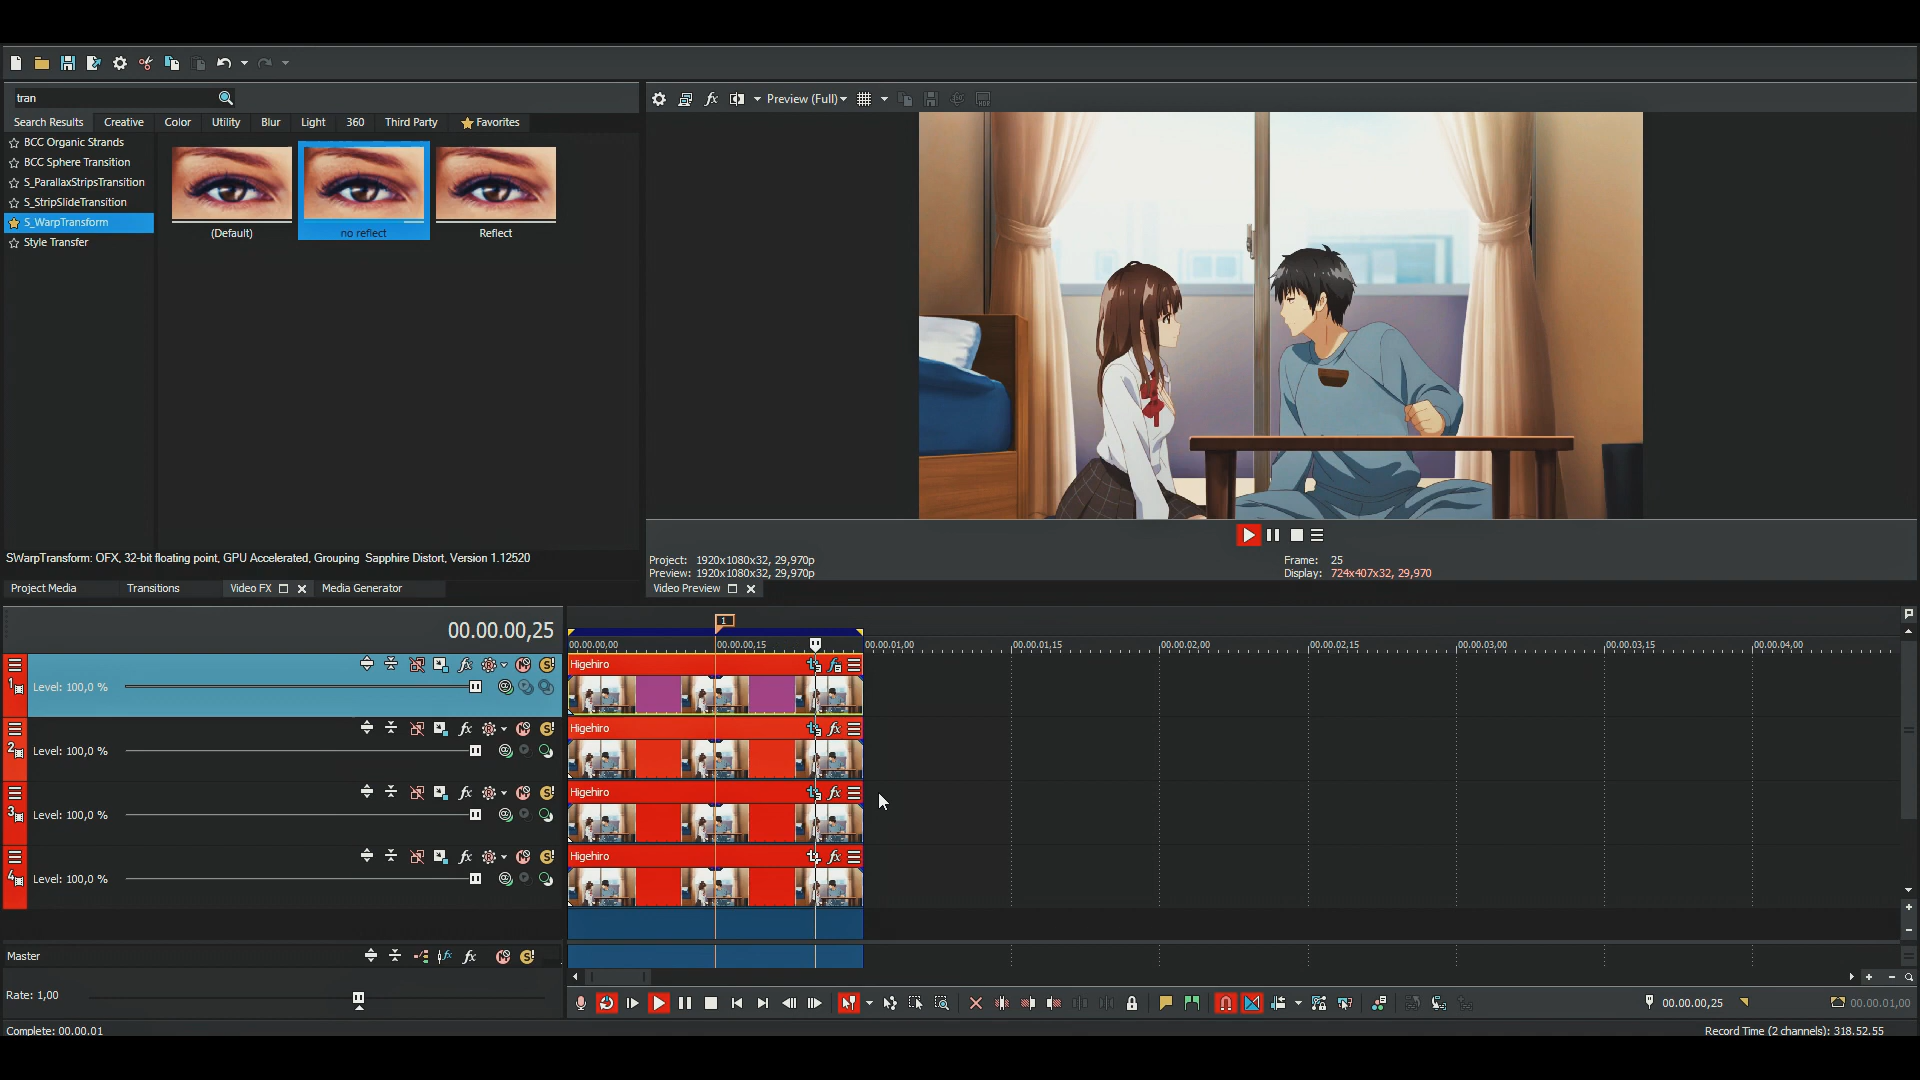 tran
Preview (Full)
Search Results Creative Color Utility Blur Light 360 Third Party Favorites
BCC Organic Strands
BCC Sphere Transition
S_ParallaxStripsTransition
S_StripSlideTransition
S_WarpTransform
Style Transfer
(Default) no reflect Reflect
SWarpTransform: OFX, 32-bit floating point, GPU Accelerated, Grouping Sapphire Distort, Version 1.12520
Project: 1920x1080x32, 29,970p
Preview: 1920x1080x32, 29,970p
Frame: 25
Display: 724x407x32, 29,970
Project Media Transitions Video FX Media Generator
Video Preview
00.00.00,25
1
00.00.00,00 00.00.00,15 00.00.01,00 00.00.01,15 00.00.02,00 00.00.02,15 00.00.03,00 00.00.03,15 00.00.04,00
1 Level: 100,0 %
Higehiro
2 Level: 100,0 %
Higehiro
3 Level: 100,0 %
Higehiro
4 Level: 100,0 %
Higehiro
Master
Rate: 1,00
00.00.00,25
00.00.01,00
Complete: 00.00.01
Record Time (2 channels): 318.52.55